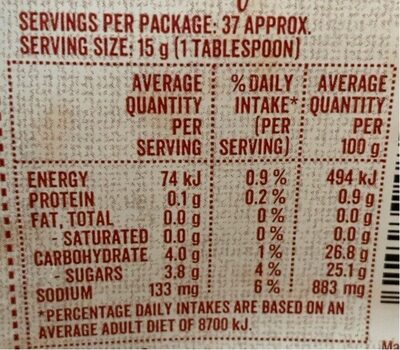 SERVINGS PER PACKAGE: 37 APPROX.
SERVING SIZE: 15 g (1 TABLESPOON)
AVERAGE QUANTITY PER SERVING
% DAILY INTAKE* (PER SERVING)
AVERAGE QUANTITY PER 100 g
ENERGY 74 kJ 0.9 % 494 kJ
PROTEIN 0.1 g 0.2 % 0.9 g
FAT, TOTAL 0.0 g 0 % 0.0 g
- SATURATED 0.0 g 0 % 0.0 g
CARBOHYDRATE 4.0 g 1 % 26.8 g
- SUGARS 3.8 g 4 % 25.1 g
SODIUM 133 mg 6 % 883 mg
*PERCENTAGE DAILY INTAKES ARE BASED ON AN
AVERAGE ADULT DIET OF 8700 kJ.